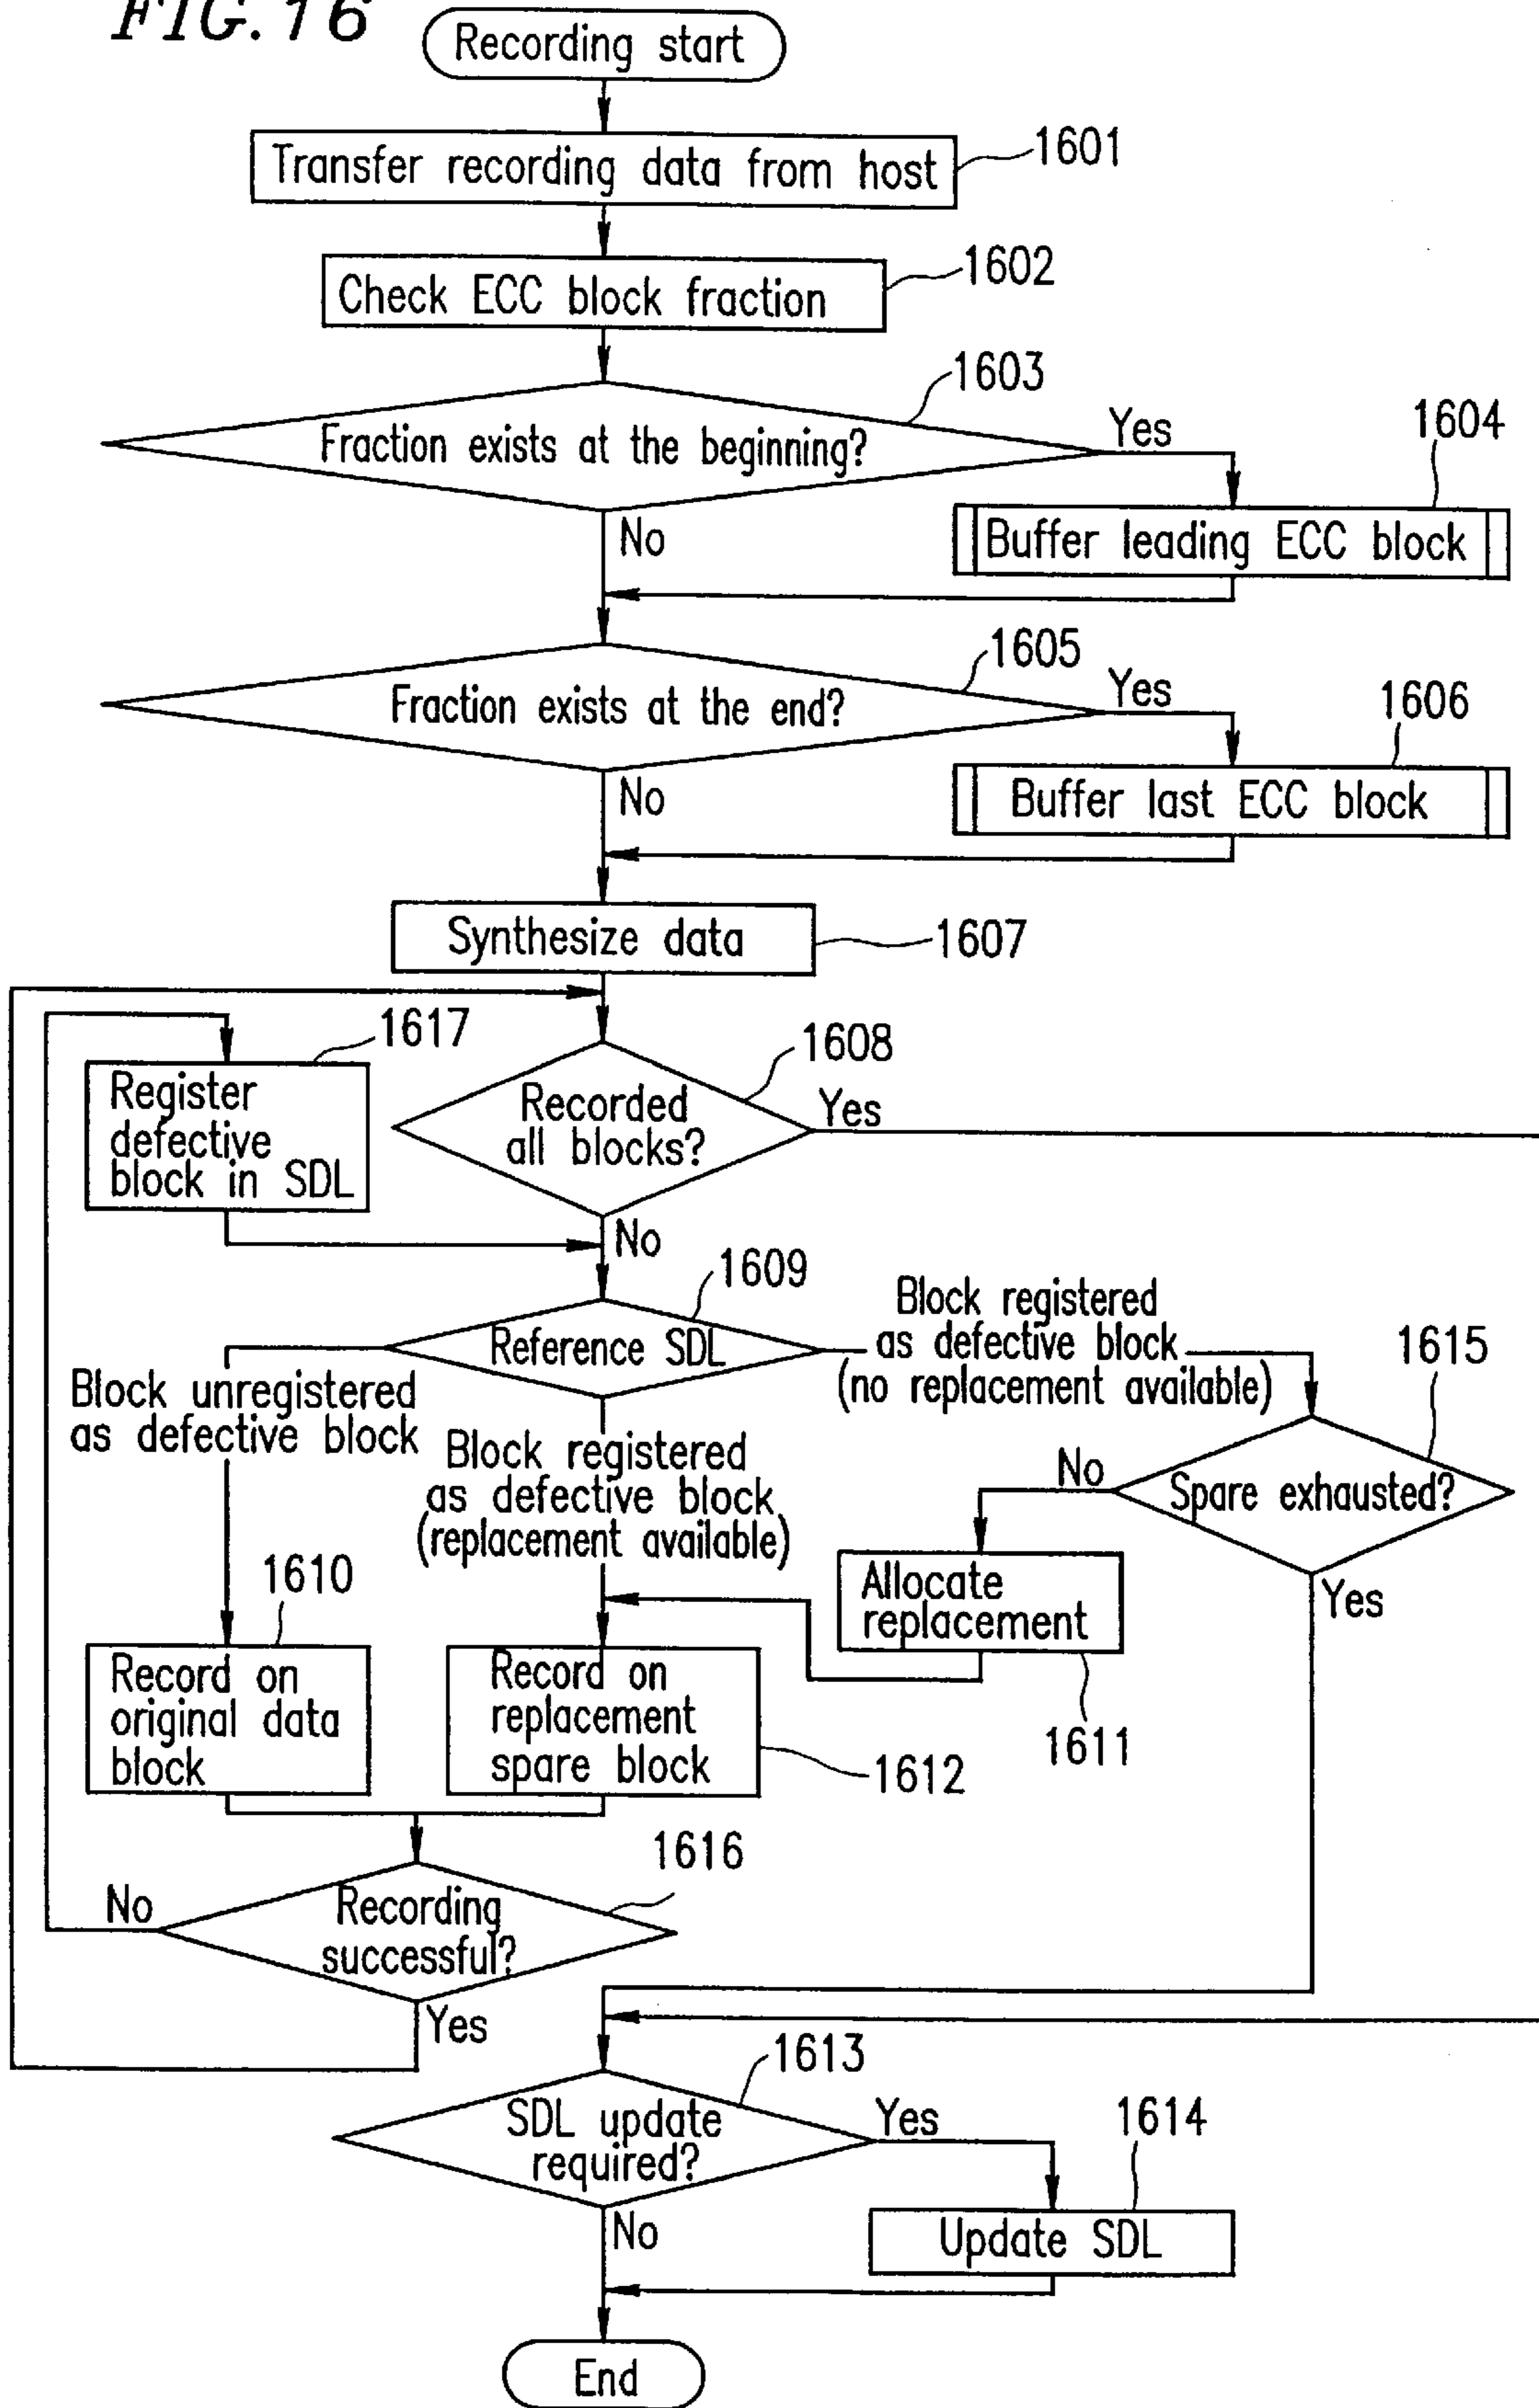 FIG. 16
Recording start
Transfer recording data from host
1601
Check ECC block fraction
1602
1603
Fraction exists at the beginning?
Yes
1604
No
Buffer leading ECC block
1605
Fraction exists at the end?
Yes
1606
No
Buffer last ECC block
Synthesize data
1607
1617
1608
Register
defective
block in SDL
Recorded
all blocks?
Yes
No
1609
Reference SDL
Block registered
as defective block
(no replacement available)
1615
Block unregistered
as defective block
Block registered
as defective block
(replacement available)
No
Spare exhausted?
Yes
1610
Allocate
replacement
1611
Record on
original data
block
Record on
replacement
spare block
1612
1616
No
Recording
successful?
Yes
1613
SDL update
required?
Yes
1614
No
Update SDL
End